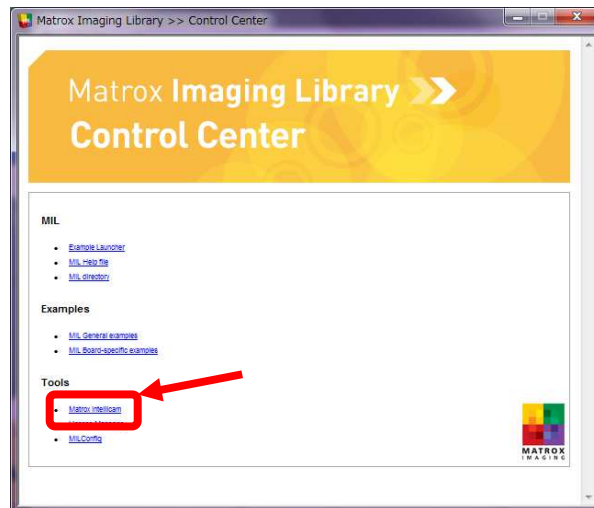 Matrox Imaging Library >> Control Center
Matrox Imaging Library >>
Control Center
MIL
• Example Launcher
• MIL Help file
• MIL directory
Examples
• MIL General examples
• MIL Board-specific examples
Tools
• Matrox Intellicam
• MILConfig
MATROX
IMAGING